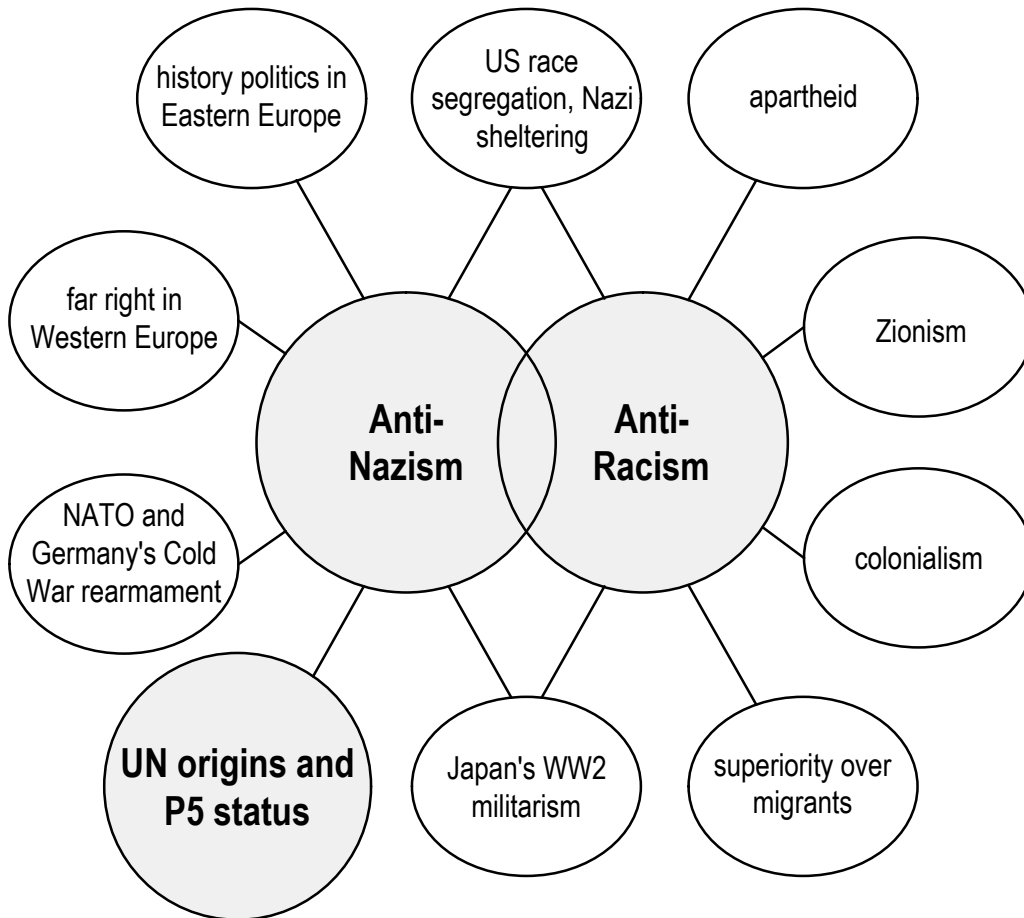 history politics in
Eastern Europe
US race
segregation, Nazi
sheltering
apartheid
far right in
Western Europe
Zionism
Anti-
Nazism
Anti-
Racism
NATO and
Germany's Cold
War rearmament
colonialism
UN origins and
P5 status
Japan's WW2
militarism
superiority over
migrants